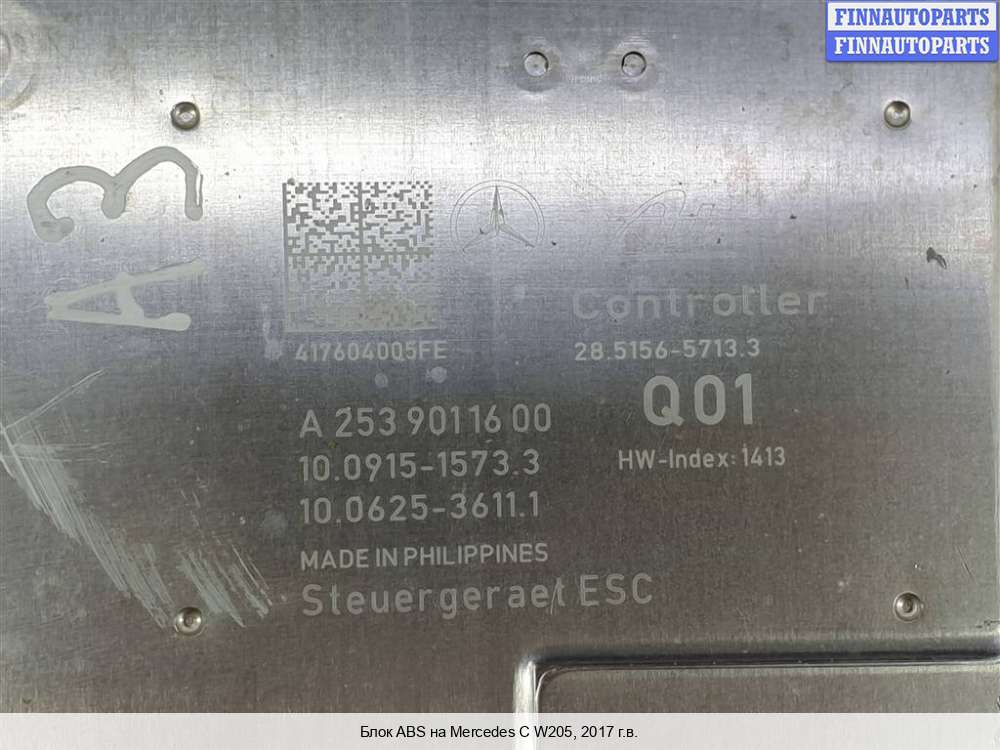 FINNAUTOPARTS
FINNAUTOPARTS
A3
Controller
417604005FE
28.5156-5713.3
A 253 901 16 00
Q01
10.0915-1573.3
HW-Index: 1413
10.0625-3611.1
MADE IN PHILIPPINES
Steuergeraet ESC
Блок ABS на Mercedes C W205, 2017 г.в.